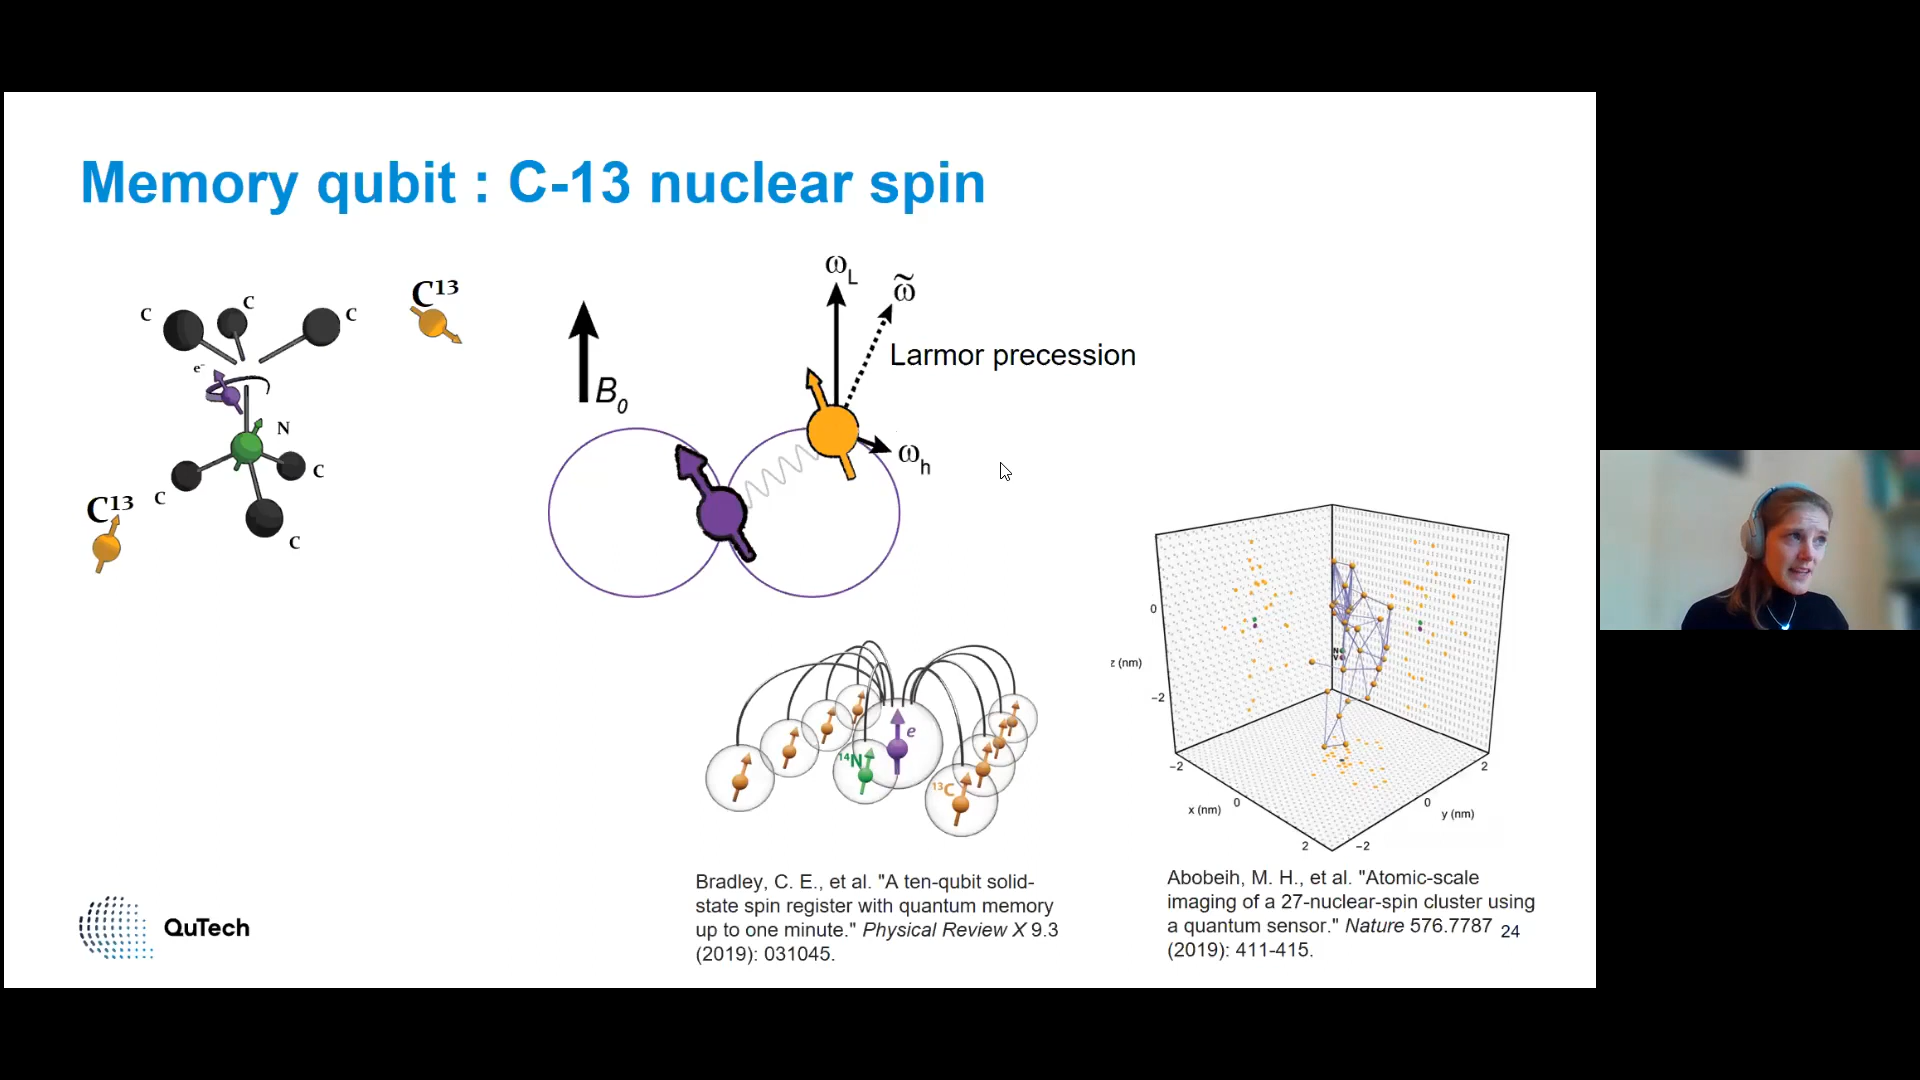 Memory qubit : C-13 nuclear spin
C
C
C
C¹³
e⁻
N
C
C
C
C¹³
B₀
ω_L
ω̃
Larmor precession
ω_h
e
¹⁴N
¹³C
z (nm)
0
−2
N
V
−2
x (nm)
0
2
2
0
y (nm)
−2
Bradley, C. E., et al. "A ten-qubit solid-
state spin register with quantum memory
up to one minute." Physical Review X 9.3
(2019): 031045.
Abobeih, M. H., et al. "Atomic-scale
imaging of a 27-nuclear-spin cluster using
a quantum sensor." Nature 576.7787
(2019): 411-415.
24
QuTech